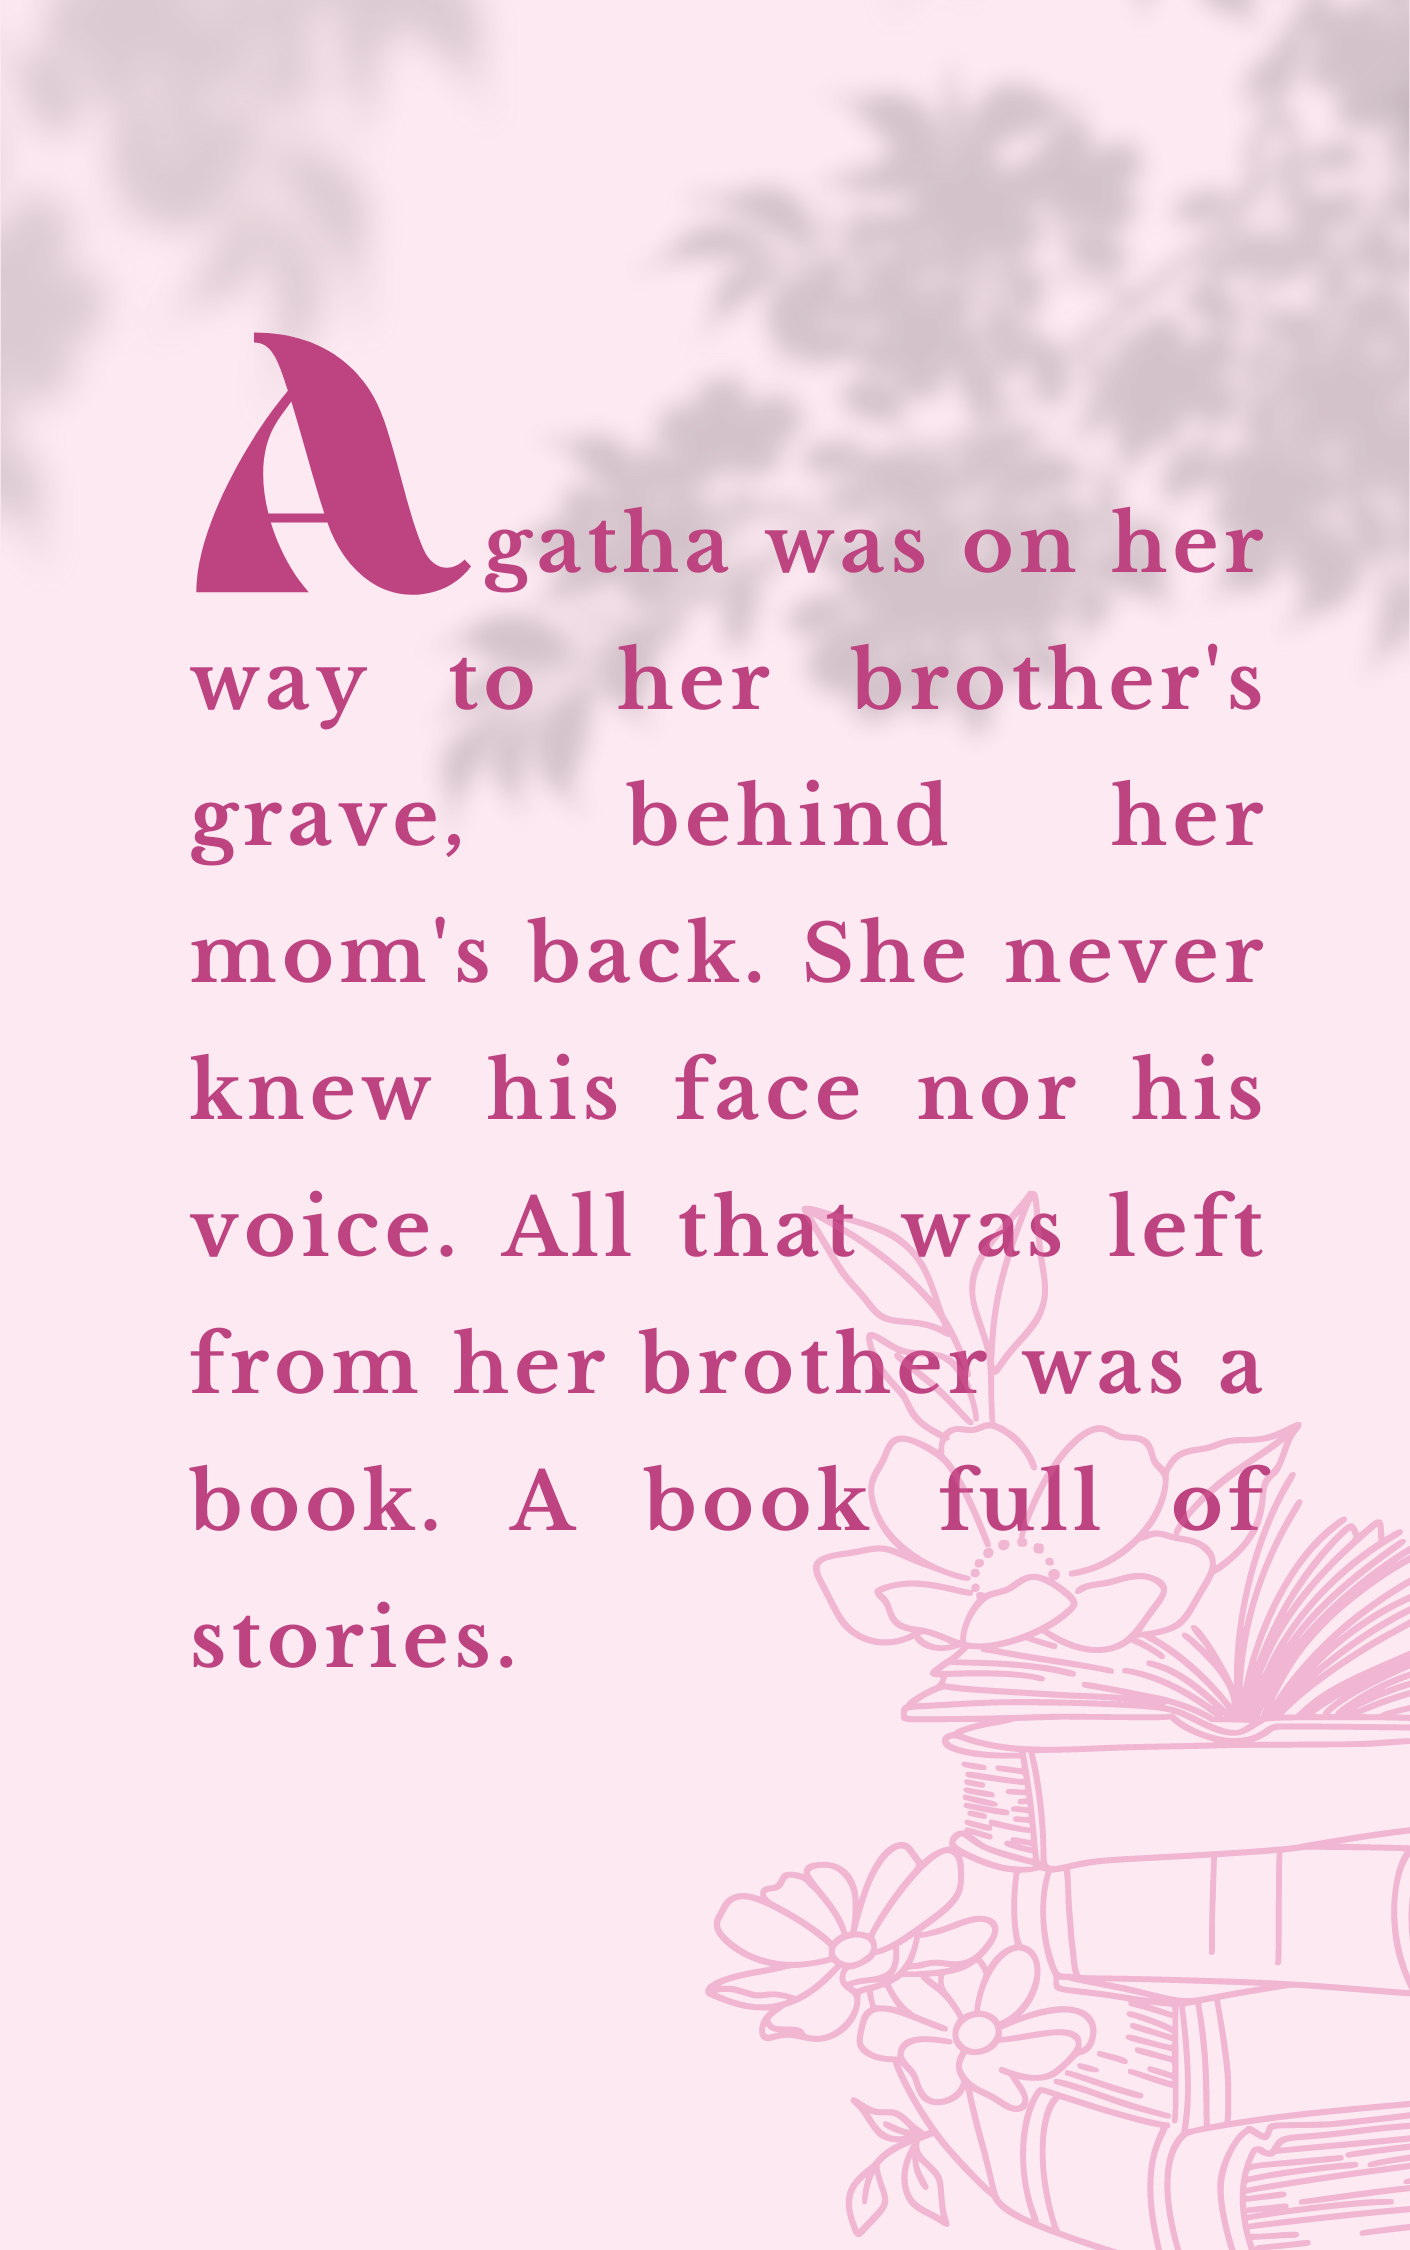 Agatha was on her
way to her brother's
grave, behind her
mom's back. She never
knew his face nor his
voice. All that was left
from her brother was a
book. A book full of
stories.